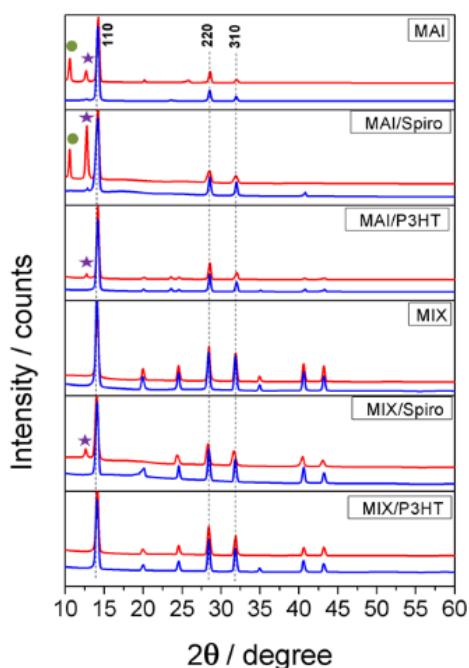 110
220
310
MAI
MAI/Spiro
MAI/P3HT
MIX
MIX/Spiro
MIX/P3HT
Intensity / counts
10 15 20 25 30 35 40 45 50 55 60
2θ / degree